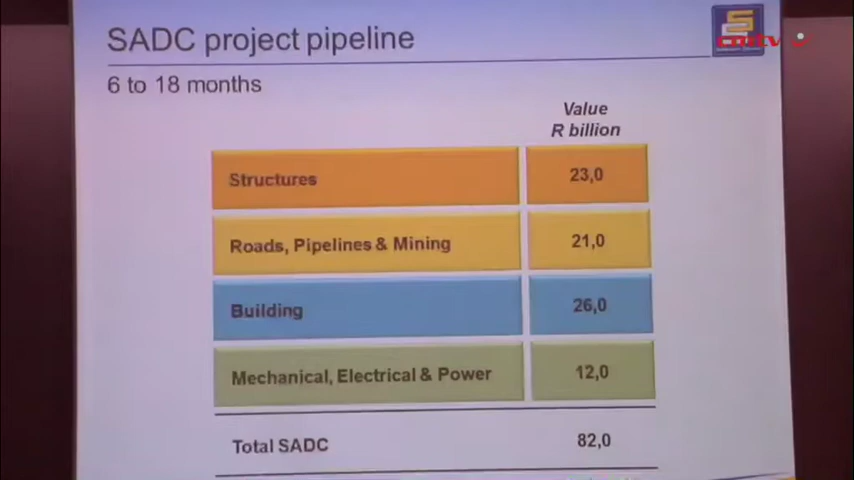 SADC project pipeline
6 to 18 months
Value
R billion
Structures 23,0
Roads, Pipelines & Mining 21,0
Building 26,0
Mechanical, Electrical & Power 12,0
Total SADC 82,0